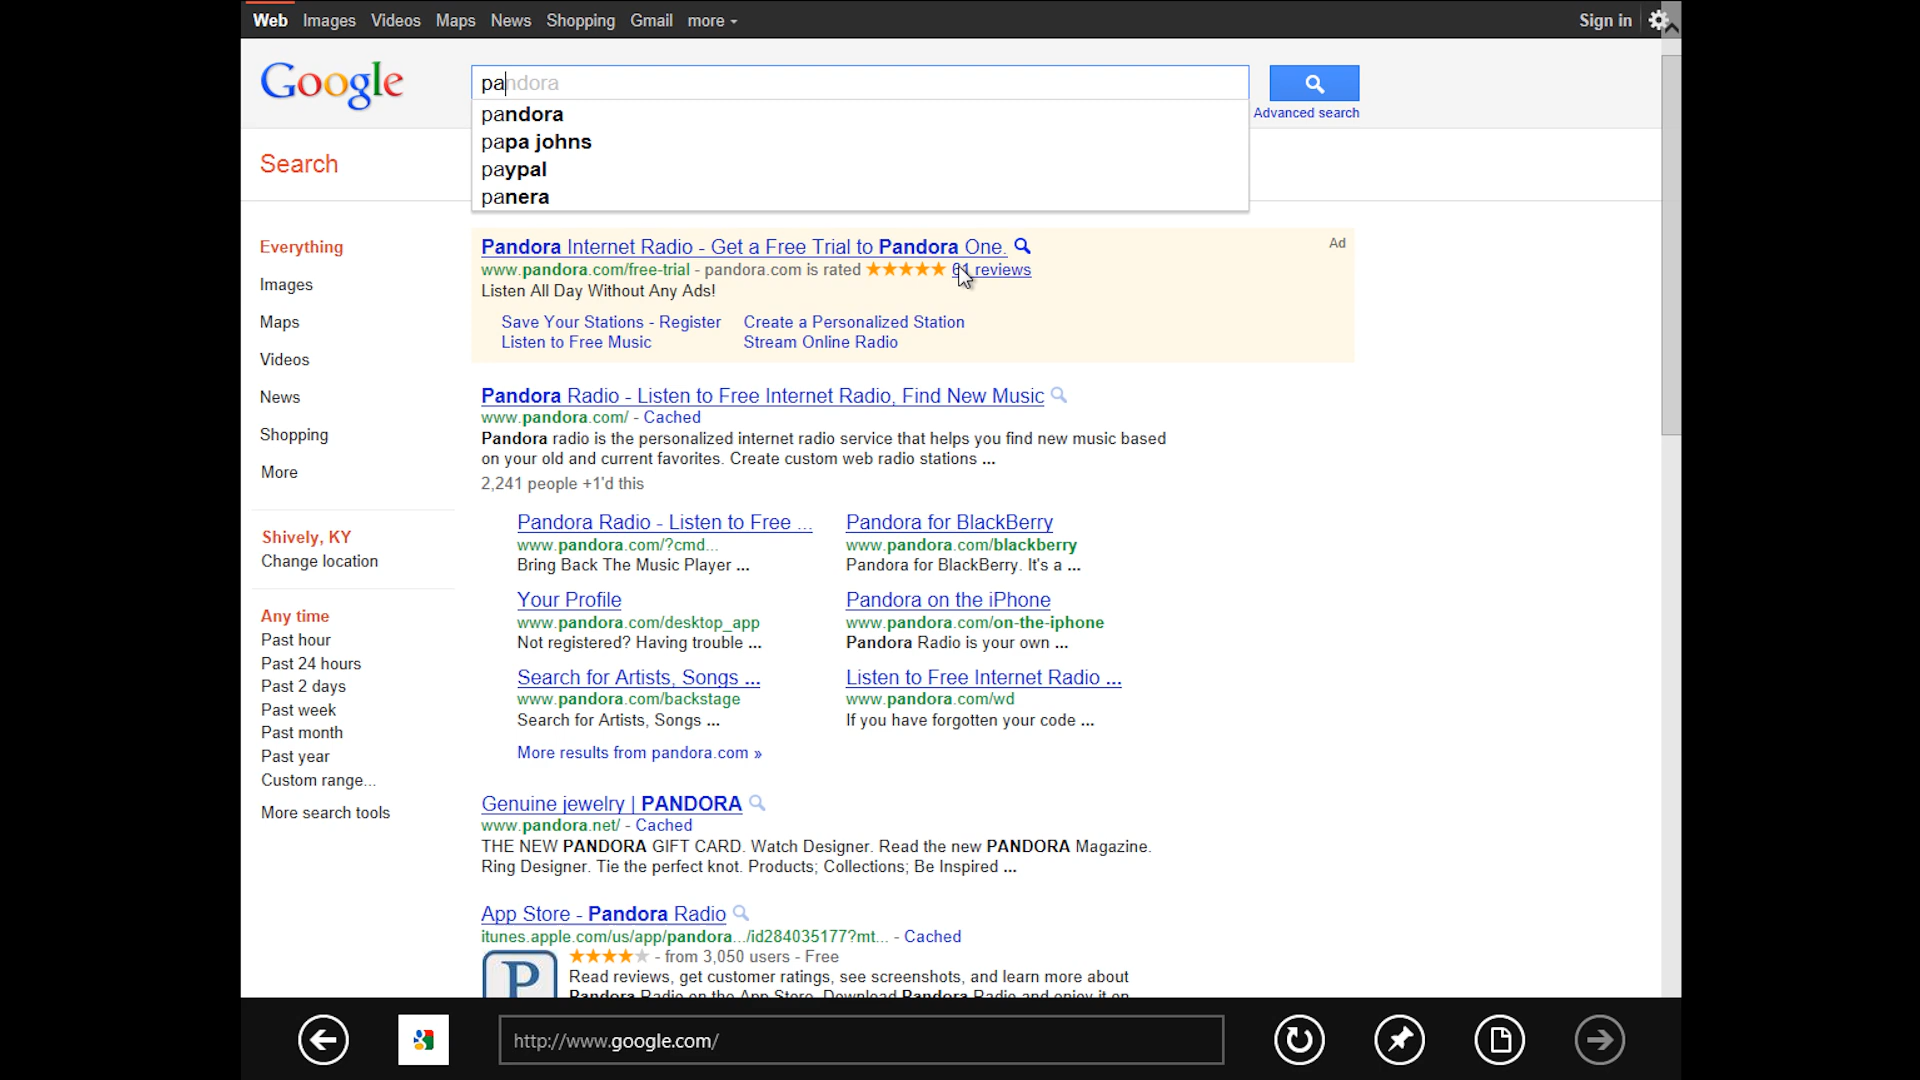 Web Images Videos Maps News Shopping Gmail more
Sign in
Google
pandora
Advanced search
pandora
papa johns
paypal
panera
Search
Everything
Images
Maps
Videos
News
Shopping
More
Shively, KY
Change location
Any time
Past hour
Past 24 hours
Past 2 days
Past week
Past month
Past year
Custom range...
More search tools
Pandora Internet Radio - Get a Free Trial to Pandora One.
Ad
www.pandora.com/free-trial - pandora.com is rated 61 reviews
Listen All Day Without Any Ads!
Save Your Stations - Register Create a Personalized Station
Listen to Free Music Stream Online Radio
Pandora Radio - Listen to Free Internet Radio, Find New Music
www.pandora.com/ - Cached
Pandora radio is the personalized internet radio service that helps you find new music based
on your old and current favorites. Create custom web radio stations ...
2,241 people +1'd this
Pandora Radio - Listen to Free ...
www.pandora.com/?cmd...
Bring Back The Music Player ...
Pandora for BlackBerry
www.pandora.com/blackberry
Pandora for BlackBerry. It's a ...
Your Profile
www.pandora.com/desktop_app
Not registered? Having trouble ...
Pandora on the iPhone
www.pandora.com/on-the-iphone
Pandora Radio is your own ...
Search for Artists, Songs ...
www.pandora.com/backstage
Search for Artists, Songs ...
Listen to Free Internet Radio ...
www.pandora.com/wd
If you have forgotten your code ...
More results from pandora.com »
Genuine jewelry | PANDORA
www.pandora.net/ - Cached
THE NEW PANDORA GIFT CARD. Watch Designer. Read the new PANDORA Magazine.
Ring Designer. Tie the perfect knot. Products; Collections; Be Inspired ...
App Store - Pandora Radio
itunes.apple.com/us/app/pandora.../id284035177?mt... - Cached
P
- from 3,050 users - Free
Read reviews, get customer ratings, see screenshots, and learn more about
Pandora Radio on the App Store. Download Pandora Radio and enjoy it on
http://www.google.com/